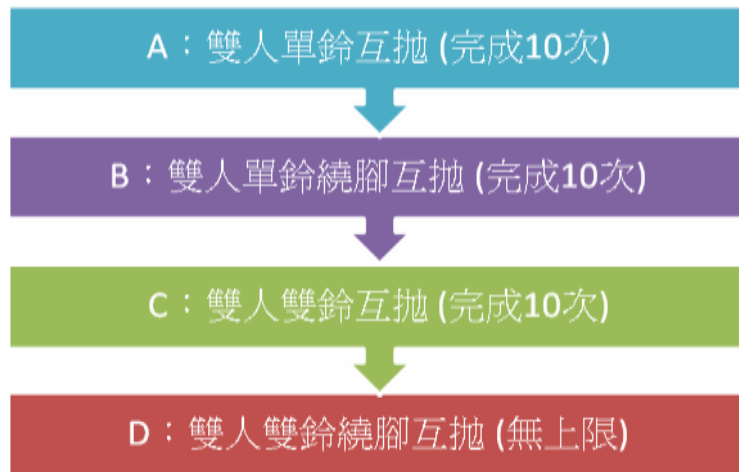 A：雙人單鈴互拋 (完成10次)
B：雙人單鈴繞腳互拋 (完成10次)
C：雙人雙鈴互拋 (完成10次)
D：雙人雙鈴繞腳互拋 (無上限)